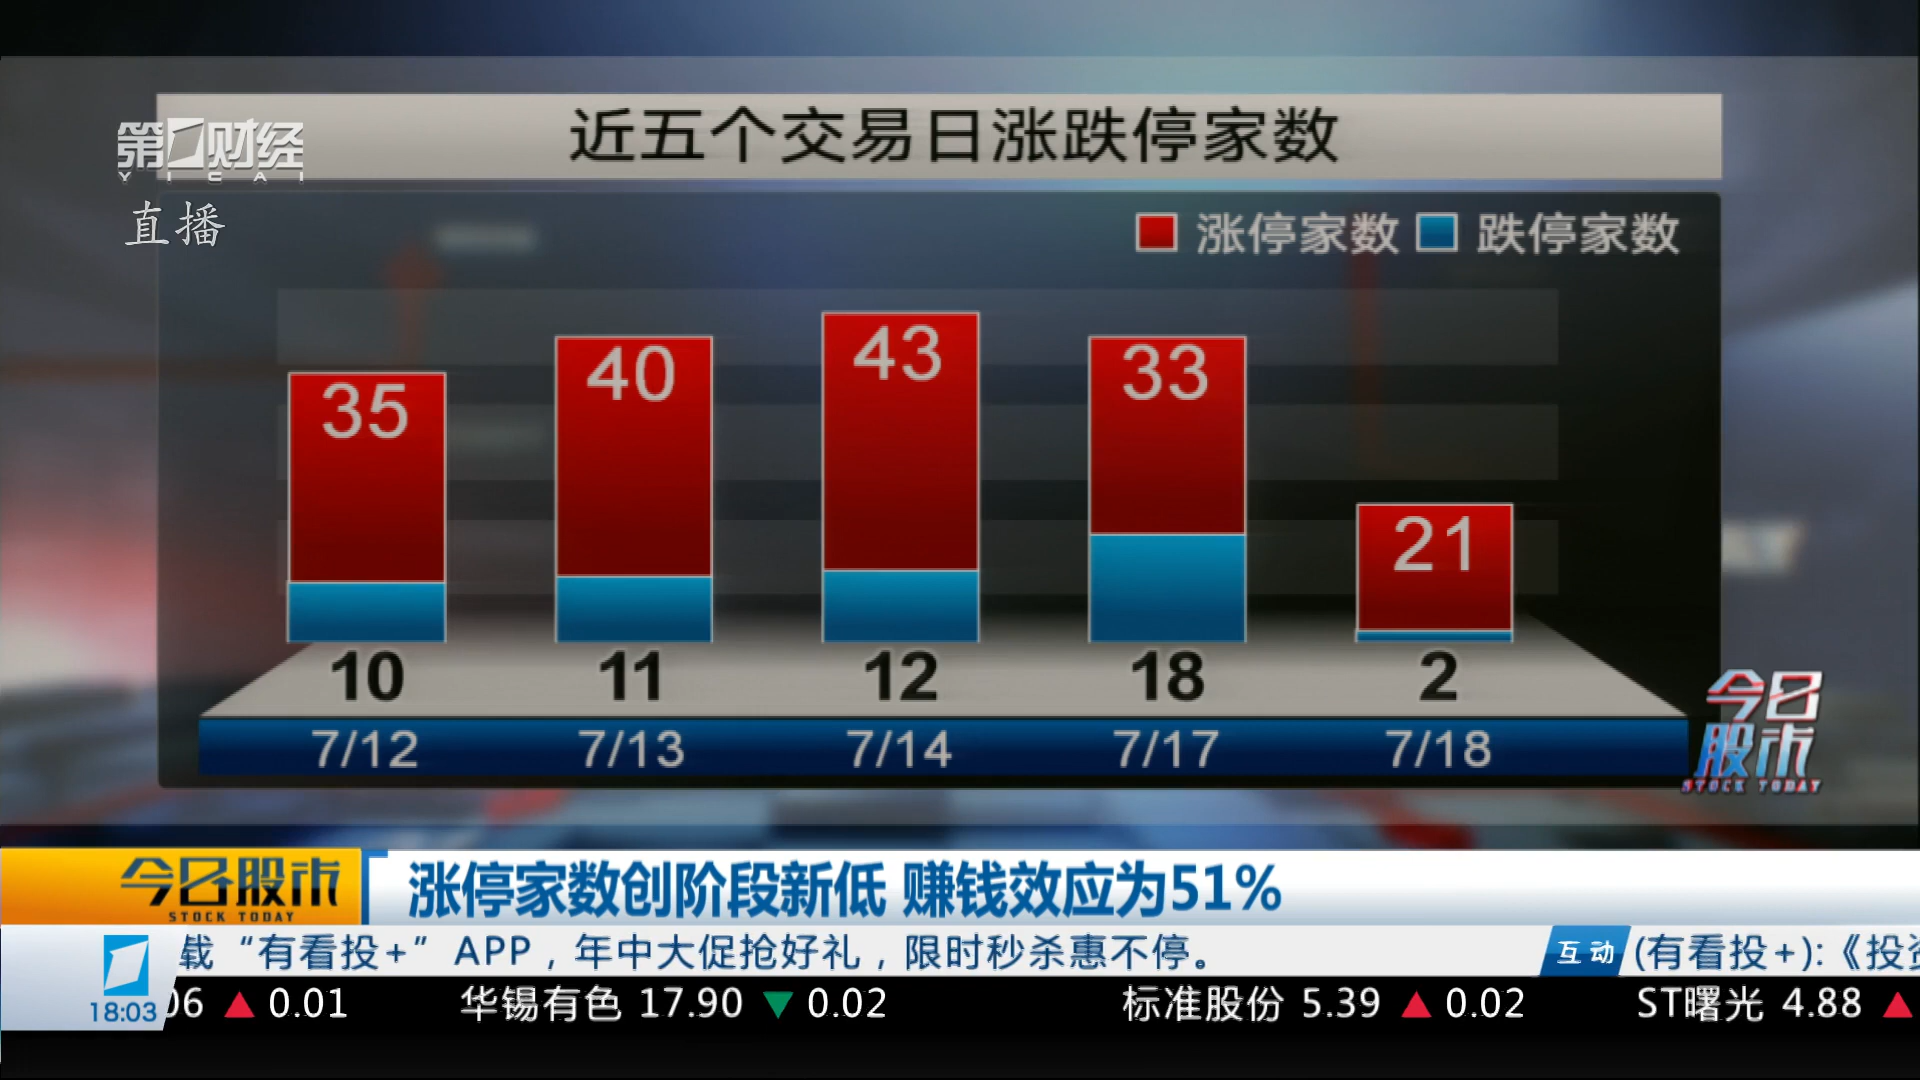 近五个交易日涨跌停家数
第一财经
YICAI
直播
涨停家数 跌停家数
35 40 43 33 21
10 11 12 18 2
7/12 7/13 7/14 7/17 7/18
今日股市
STOCK TODAY
今日股市
STOCK TODAY
涨停家数创阶段新低 赚钱效应为51%
载“有看投+”APP，年中大促抢好礼，限时秒杀惠不停。 互动 (有看投+):《投资
18:03
06 ▲ 0.01 华锡有色 17.90 ▼ 0.02 标准股份 5.39 ▲ 0.02 ST曙光 4.88 ▲